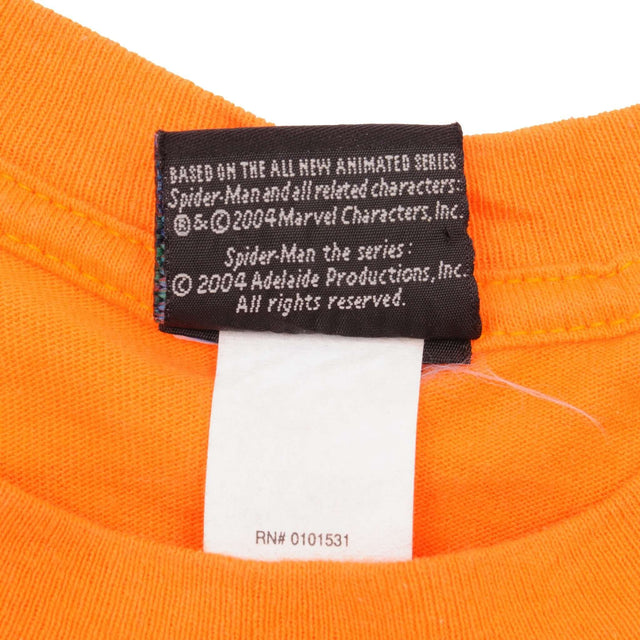 BASED ON THE ALL NEW ANIMATED SERIES
Spider-Man and all related characters:
® & © 2004 Marvel Characters, Inc.
Spider-Man the series:
© 2004 Adelaide Productions, Inc.
All rights reserved.
RN# 0101531